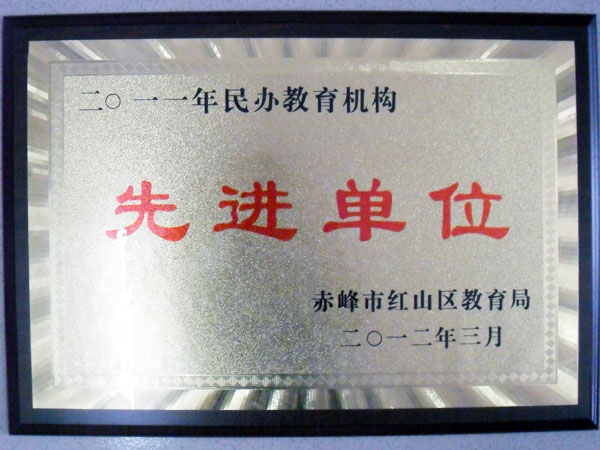 二〇一一年民办教育机构
先进单位
赤峰市红山区教育局
二〇一二年三月